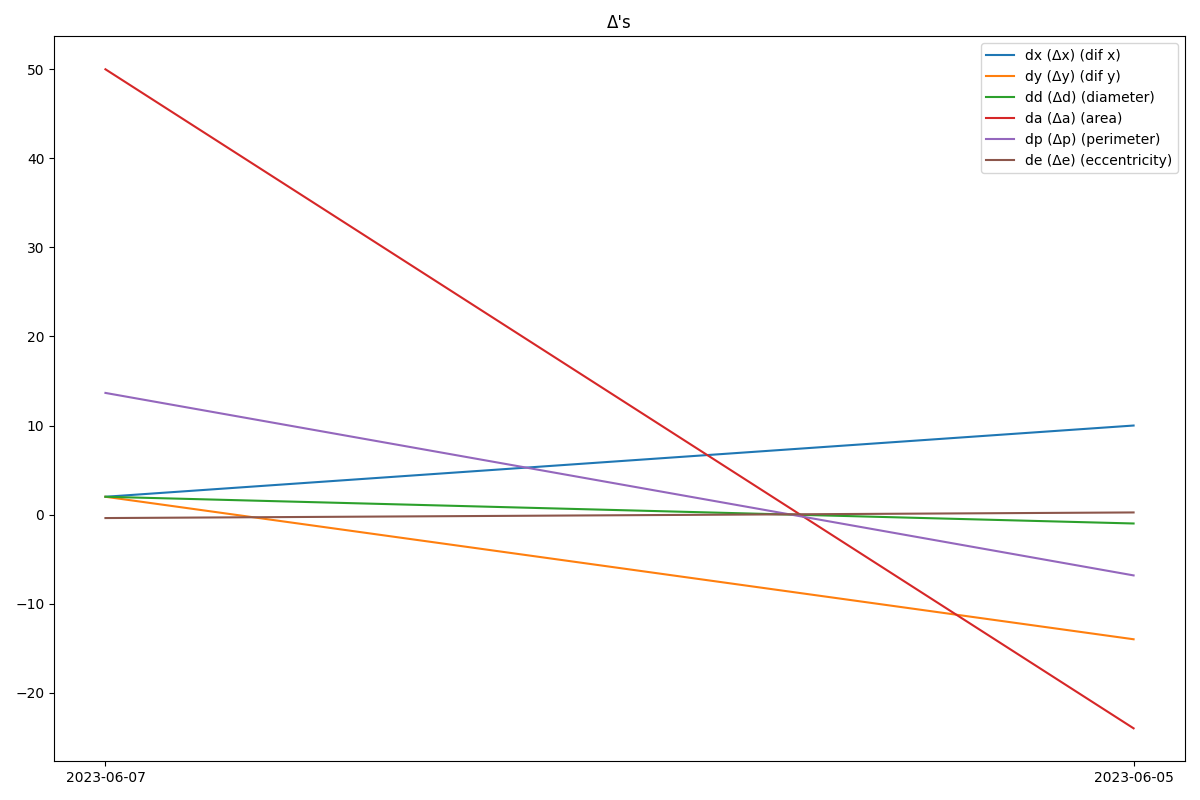 Δ's
dx (Δx) (dif x)
dy (Δy) (dif y)
dd (Δd) (diameter)
da (Δa) (area)
dp (Δp) (perimeter)
de (Δe) (eccentricity)
50
40
30
20
10
0
−10
−20
2023-06-07 2023-06-05